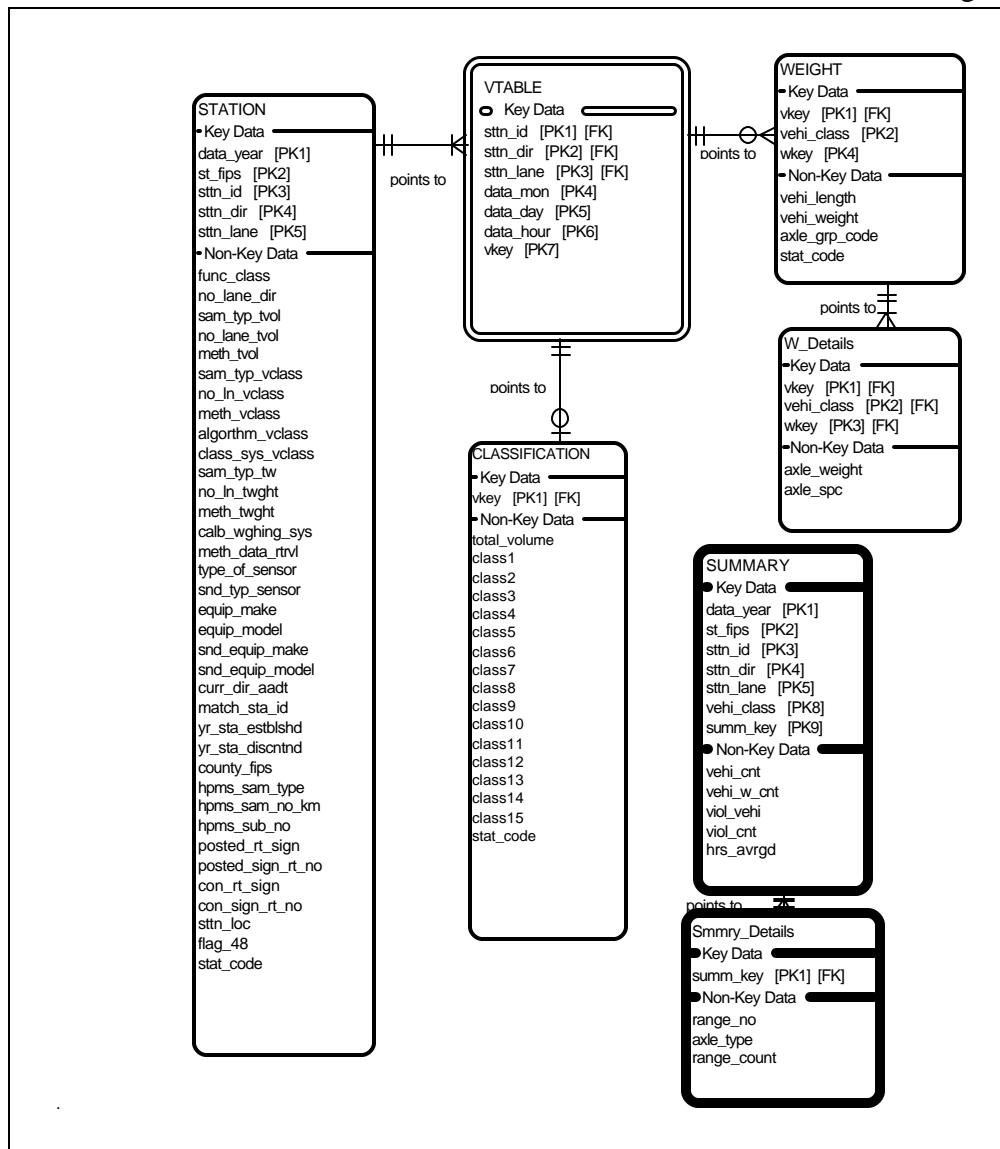 STATION
Key Data
data_year [PK1]
st_fips [PK2]
sttn_id [PK3]
sttn_dir [PK4]
sttn_lane [PK5]
Non-Key Data
func_class
no_lane_dir
sam_typ_tvol
no_lane_tvol
meth_tvol
sam_typ_vclass
no_ln_vclass
meth_vclass
algorthm_vclass
class_sys_vclass
sam_typ_tw
no_ln_twght
meth_twght
calb_wghing_sys
meth_data_rtrvl
type_of_sensor
snd_typ_sensor
equip_make
equip_model
snd_equip_make
snd_equip_model
curr_dir_aadt
match_sta_id
yr_sta_estblshd
yr_sta_discntnd
county_fips
hpms_sam_type
hpms_sam_no_km
hpms_sub_no
posted_rt_sign
posted_sign_rt_no
con_rt_sign
con_sign_rt_no
sttn_loc
flag_48
stat_code
points to
VTABLE
Key Data
sttn_id [PK1] [FK]
sttn_dir [PK2] [FK]
sttn_lane [PK3] [FK]
data_mon [PK4]
data_day [PK5]
data_hour [PK6]
vkey [PK7]
points to
CLASSIFICATION
Key Data
vkey [PK1] [FK]
Non-Key Data
total_volume
class1
class2
class3
class4
class5
class6
class7
class8
class9
class10
class11
class12
class13
class14
class15
stat_code
points to
WEIGHT
Key Data
vkey [PK1] [FK]
vehi_class [PK2]
wkey [PK4]
Non-Key Data
vehi_length
vehi_weight
axle_grp_code
stat_code
points to
W_Details
Key Data
vkey [PK1] [FK]
vehi_class [PK2] [FK]
wkey [PK3] [FK]
Non-Key Data
axle_weight
axle_spc
SUMMARY
Key Data
data_year [PK1]
st_fips [PK2]
sttn_id [PK3]
sttn_dir [PK4]
sttn_lane [PK5]
vehi_class [PK8]
summ_key [PK9]
Non-Key Data
vehi_cnt
vehi_w_cnt
viol_vehi
viol_cnt
hrs_avrgd
points to
Smmry_Details
Key Data
summ_key [PK1] [FK]
Non-Key Data
range_no
axle_type
range_count